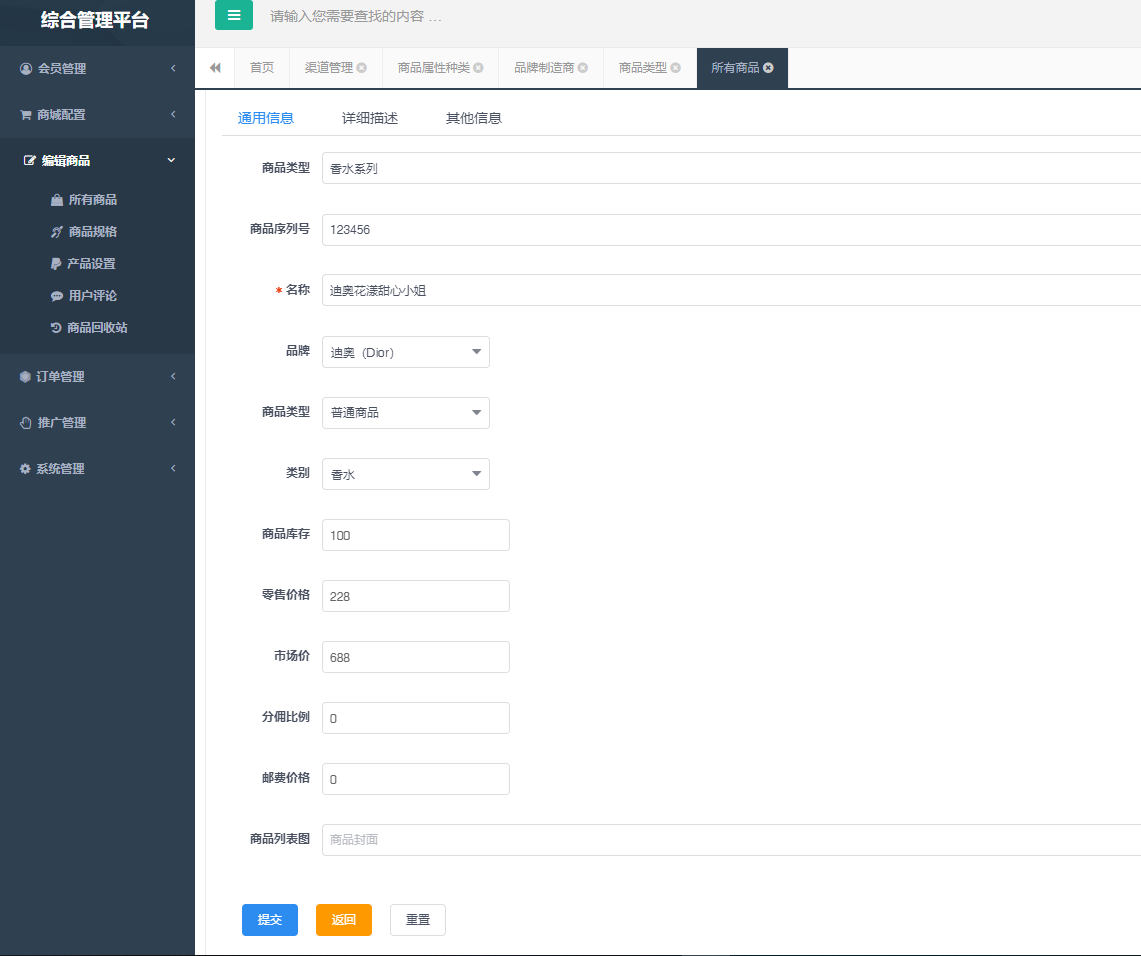 综合管理平台
请输入您需要查找的内容 …
会员管理
商城配置
编辑商品
所有商品
商品规格
产品设置
用户评论
商品回收站
订单管理
推广管理
系统管理
首页 渠道管理 商品属性种类 品牌制造商 商品类型 所有商品
通用信息 详细描述 其他信息
商品类型 香水系列
商品序列号 123456
* 名称 迪奥花漾甜心小姐
品牌 迪奥（Dior）
商品类型 普通商品
类别 香水
商品库存 100
零售价格 228
市场价 688
分佣比例 0
邮费价格 0
商品列表图 商品封面
提交 返回 重置